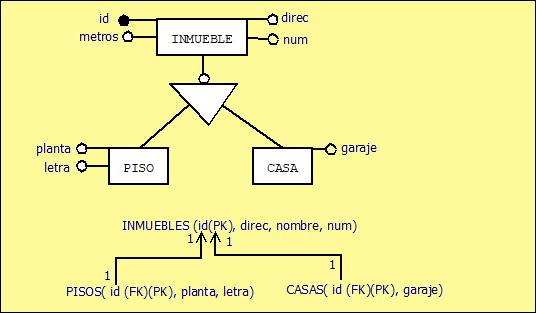 id
direc
metros
INMUEBLE
num
planta
letra
PISO
CASA
garaje
INMUEBLES (id(PK), direc, nombre, num)
1
1
1
1
PISOS( id (FK)(PK), planta, letra)
CASAS( id (FK)(PK), garaje)